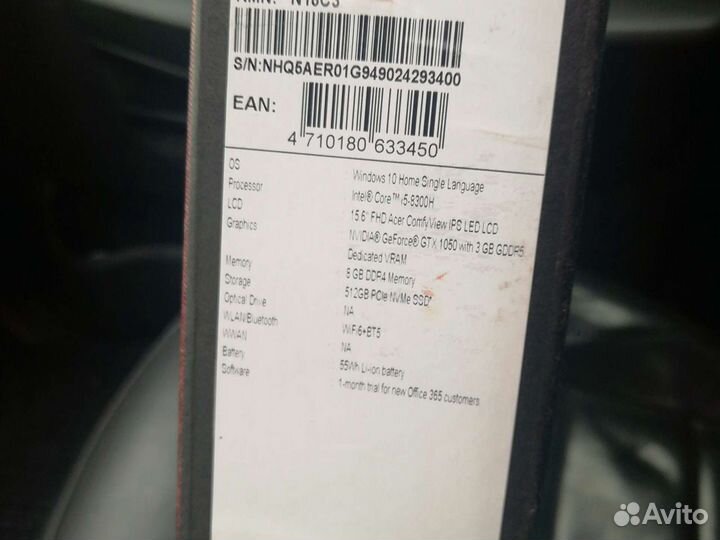 N18C3
S/N:NHQ5AER01G949024293400
EAN:
4 710180 633450
OS Windows 10 Home Single Language
Processor Intel® Core™ i5-8300H
LCD 15.6" FHD Acer ComfyView IPS LED LCD
Graphics NVIDIA® GeForce® GTX 1050 with 3 GB GDDR5
Dedicated VRAM
Memory 8 GB DDR4 Memory
Storage 512GB PCIe NVMe SSD
Optical Drive NA
WLAN/Bluetooth WiFi6+BT5
WWAN NA
Battery 55Wh Li-ion battery
Software 1-month trial for new Office 365 customers
Avito